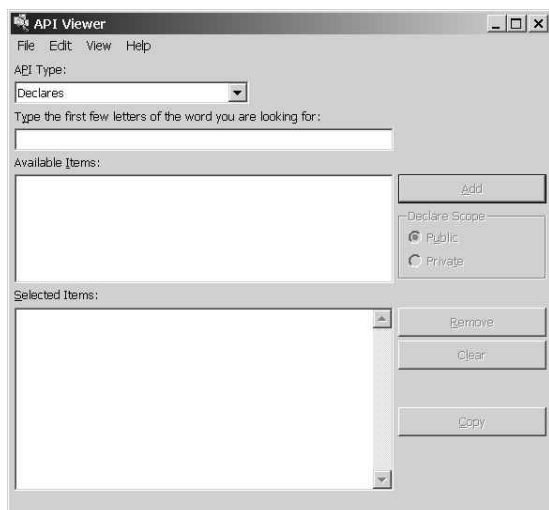 API Viewer
File Edit View Help
API Type:
Declares
Type the first few letters of the word you are looking for:
Available Items:
Add
Declare Scope
Public
Private
Selected Items:
Remove
Clear
Copy